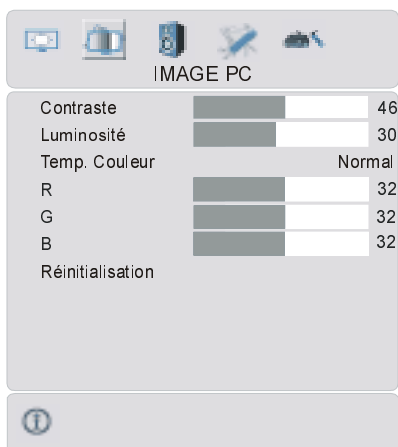 IMAGE PC
Contraste 46
Luminosité 30
Temp. Couleur Normal
R 32
G 32
B 32
Réinitialisation